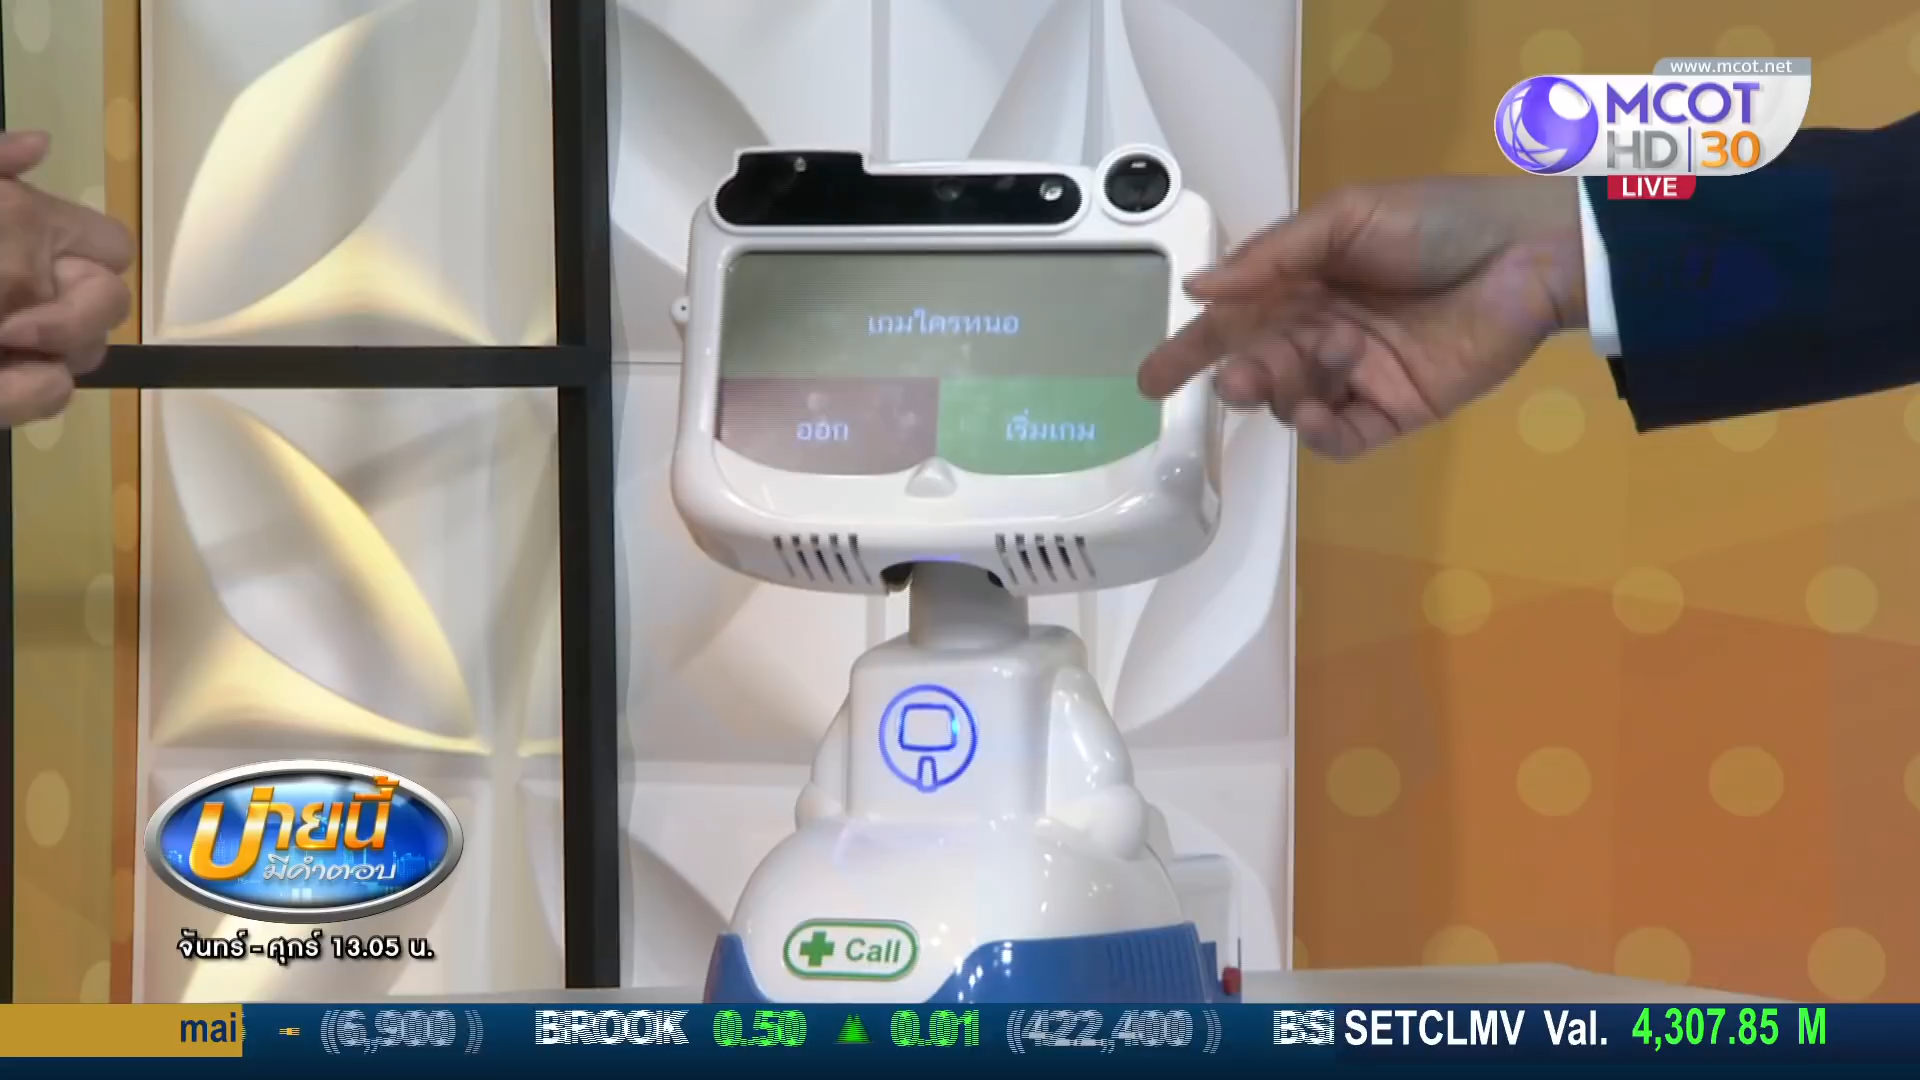 www.mcot.net
MCOT
HD 30
LIVE
เกมใครหนอ
ออก
เริ่มเกม
บ่ายนี้
มีคำตอบ
จันทร์ - ศุกร์ 13.05 น.
Call
mai - (6,900) BROOK 0.50 ▲ 0.01 (422,400) SETCLMV Val. 4,307.85 M